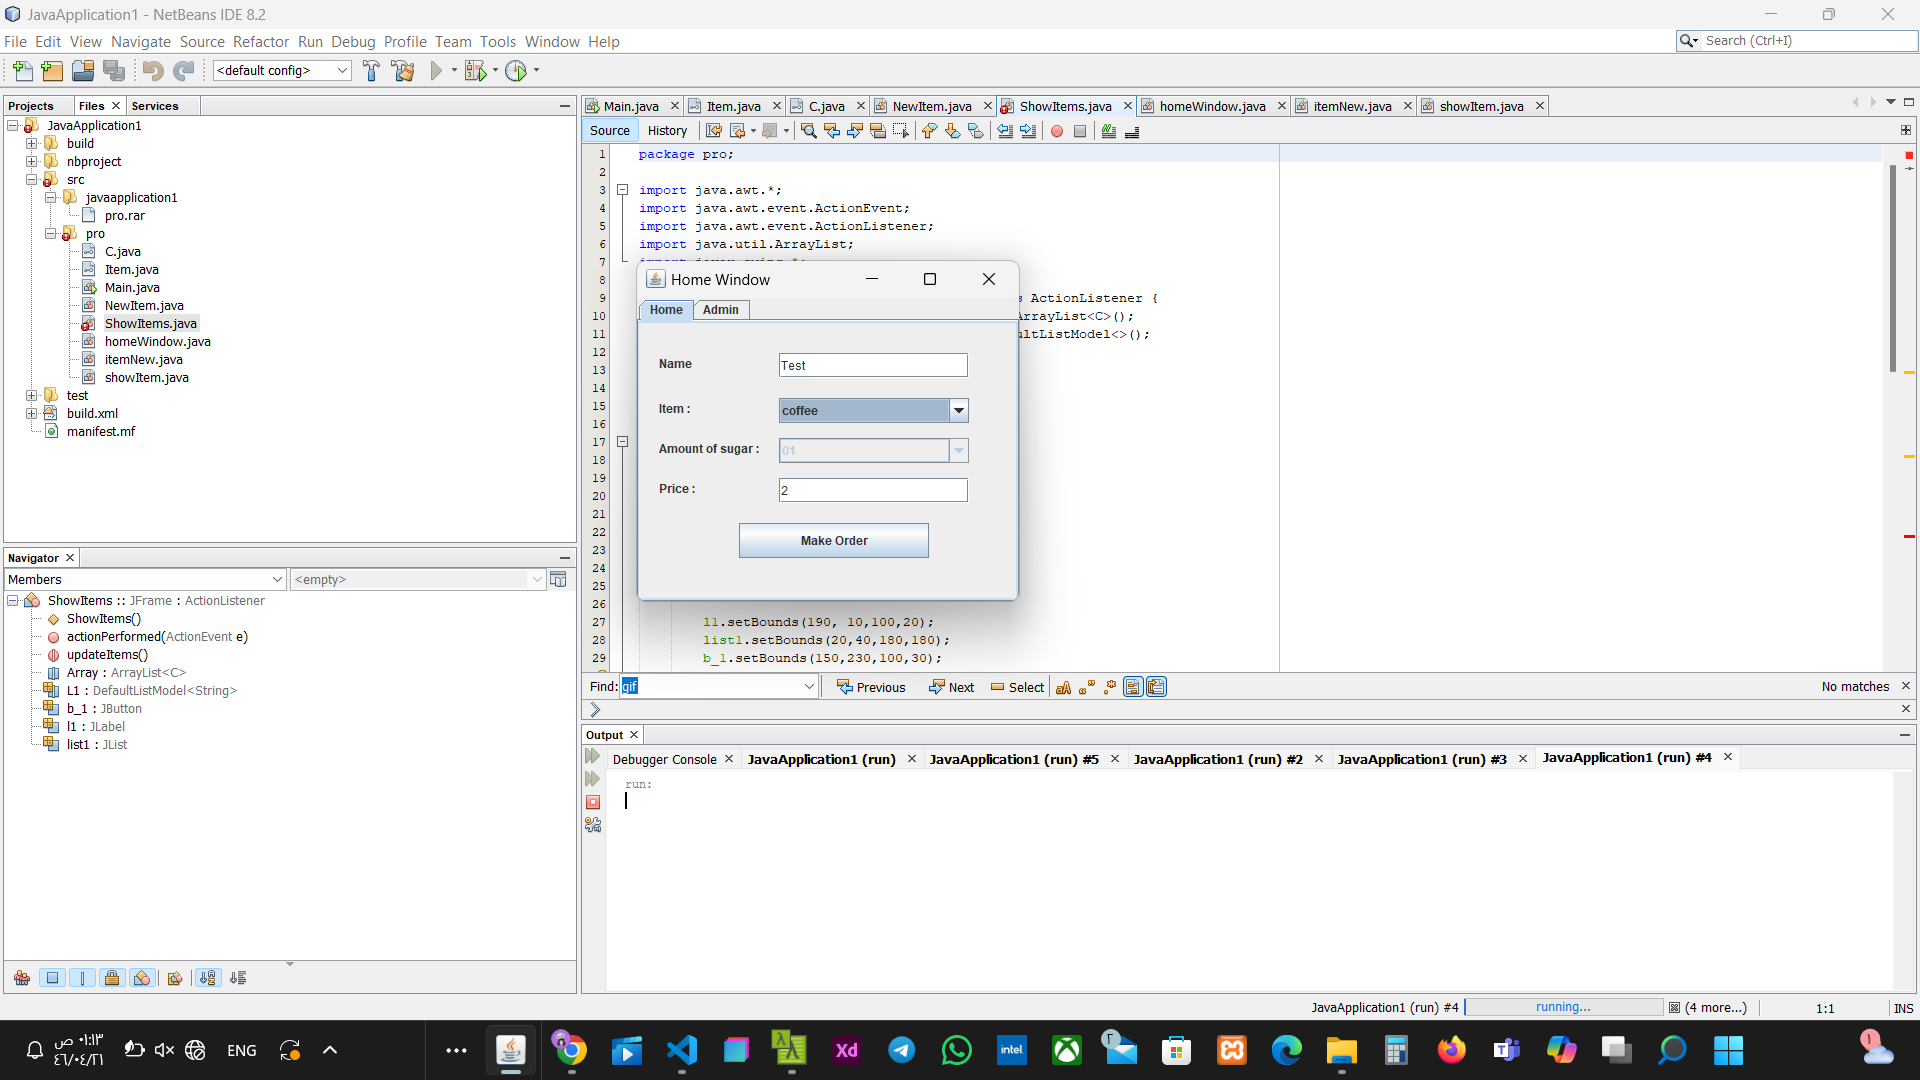 JavaApplication1 - NetBeans IDE 8.2
File Edit View Navigate Source Refactor Run Debug Profile Team Tools Window Help
Search (Ctrl+I)
<default config>
Projects Files Services
JavaApplication1
build
nbproject
src
javaapplication1
pro.rar
pro
C.java
Item.java
Main.java
NewItem.java
ShowItems.java
homeWindow.java
itemNew.java
showItem.java
test
build.xml
manifest.mf
Navigator
Members
<empty>
ShowItems :: JFrame : ActionListener
ShowItems()
actionPerformed(ActionEvent e)
updateItems()
Array : ArrayList<C>
L1 : DefaultListModel<String>
b_1 : JButton
l1 : JLabel
list1 : JList
Main.java Item.java C.java NewItem.java ShowItems.java homeWindow.java itemNew.java showItem.java
Source History
1 package pro;
2
3 import java.awt.*;
4 import java.awt.event.ActionEvent;
5 import java.awt.event.ActionListener;
6 import java.util.ArrayList;
7
8
9 ActionListener {
10 ArrayList<C>();
11 ultListModel<>();
12
13
14
15
16
17
18
19
20
21
22
23
24
25
26
27 l1.setBounds(190, 10,100,20);
28 list1.setBounds(20,40,180,180);
29 b_1.setBounds(150,230,100,30);
Home Window
Home Admin
Name Test
Item : coffee
Amount of sugar : 01
Price : 2
Make Order
Find: gif
Previous Next Select
No matches
Output
Debugger Console JavaApplication1 (run) JavaApplication1 (run) #5 JavaApplication1 (run) #2 JavaApplication1 (run) #3 JavaApplication1 (run) #4
run:
JavaApplication1 (run) #4 running... (4 more...) 1:1 INS
٠١:١٣ ص
٤٦/٠٤/٢١
ENG
Xd
intel
1